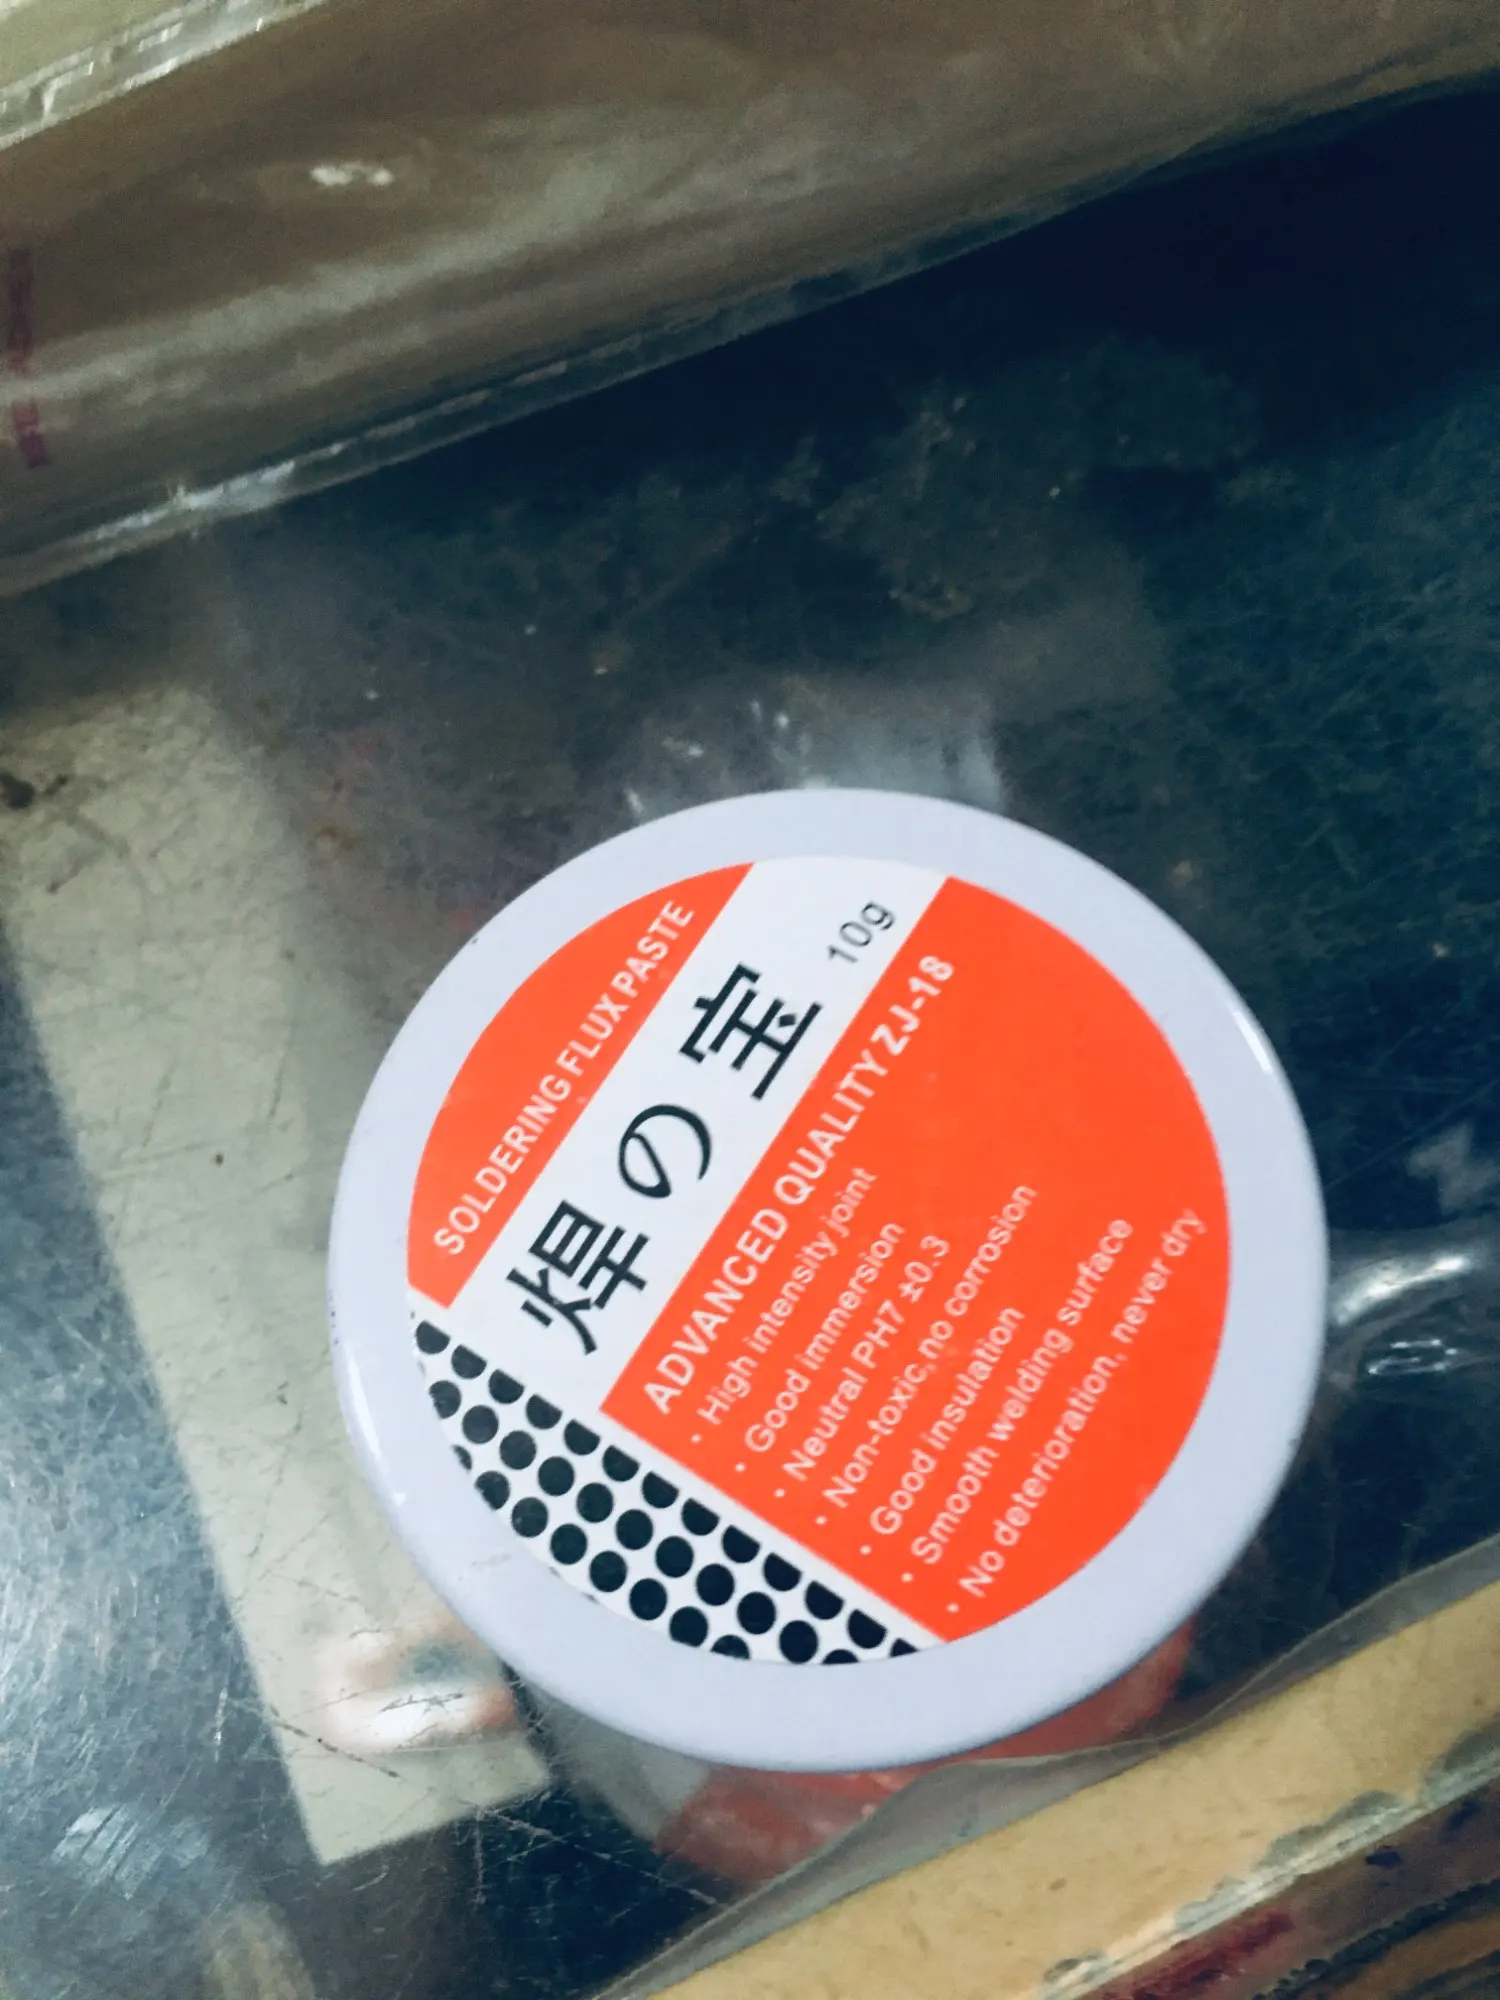 SOLDERING FLUX PASTE
焊の宝 10g
ADVANCED QUALITY ZJ-18
• High intensity joint
• Good immersion
• Neutral PH7 ±0.3
• Non-toxic,no corrosion
• Good insulation
• Smooth welding surface
• No deterioration, never dry